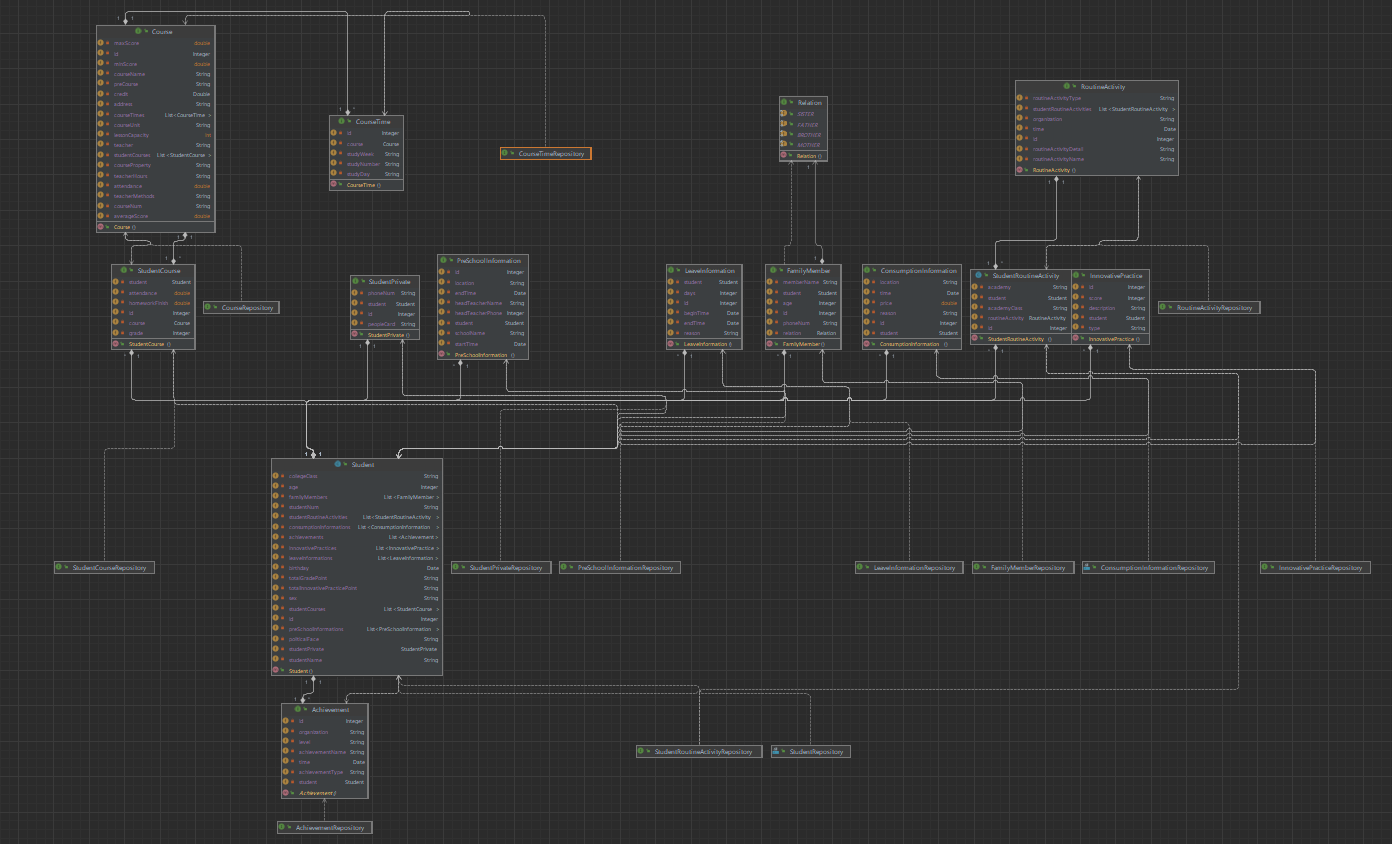 Course
maxScore double
id Integer
minScore double
courseName String
preCourse String
credit Double
address String
courseTimes List<CourseTime>
courseUnit String
lessonCapacity int
teacher String
studentCourses List<StudentCourse>
courseProperty String
teacherHours String
attendance double
teacherMethods String
courseNum String
averageScore double
Course()
CourseTime
id Integer
course Course
studyWeek String
studyNumber String
studyDay String
CourseTime()
CourseTimeRepository
Relation
SISTER
FATHER
BROTHER
MOTHER
Relation()
RoutineActivity
routineActivityType String
studentRoutineActivities List<StudentRoutineActivity>
organization String
time Date
id Integer
routineActivityDetail String
routineActivityName String
RoutineActivity()
StudentCourse
student Student
attendence double
homeworkFinish double
id Integer
course Course
grade Integer
StudentCourse()
CourseRepository
StudentPrivate
phoneNum String
student Student
id Integer
peopleCard String
StudentPrivate()
PreSchoolInformation
id Integer
location String
endTime Date
headTeacherName String
headTeacherPhone String
student Student
schoolName String
startTime Date
PreSchoolInformation()
LeaveInformation
student Student
days Integer
id Integer
beginTime Date
endTime Date
reason String
LeaveInformation()
FamilyMember
memberName String
student Student
age Integer
id Integer
phoneNum String
relation Relation
FamilyMember()
ConsumptionInformation
location String
time Date
price double
reason String
id Integer
student Student
ConsumptionInformation()
StudentRoutineActivity
academy String
student Student
academyClass String
routineActivity RoutineActivity
id Integer
StudentRoutineActivity()
InnovativePractice
id Integer
score Integer
description String
student Student
type String
InnovativePractice()
RoutineActivityRepository
Student
collegeClass String
age Integer
familyMembers List<FamilyMember>
studentNum String
studentRoutineActivities List<StudentRoutineActivity>
consumptionInformations List<ConsumptionInformation>
achievements List<Achievement>
innovativePractices List<InnovativePractice>
leaveInformations List<LeaveInformation>
birthday Date
totalGradePoint String
totalInnovativePracticePoint String
sex String
studentCourses List<StudentCourse>
id Integer
preSchoolInformations List<PreSchoolInformation>
politicalFace String
studentPrivate StudentPrivate
studentName String
Student()
StudentCourseRepository
StudentPrivateRepository
PreSchoolInformationRepository
LeaveInformationRepository
FamilyMemberRepository
ConsumptionInformationRepository
InnovativePracticeRepository
Achievement
id Integer
organization String
level String
achievementName String
time Date
achievementType String
student Student
Achievement()
StudentRoutineActivityRepository
StudentRepository
AchievementRepository